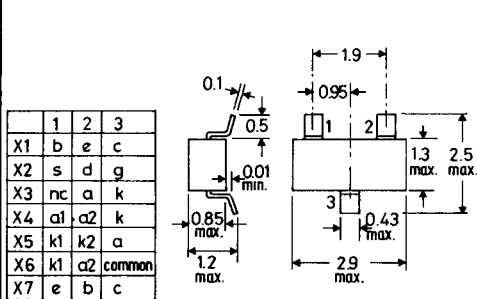 1 2 3
X1 b e c
X2 s d g
X3 nc a k
X4 a1 a2 k
X5 k1 k2 a
X6 k1 a2 common
X7 e b c
0.1
0.5
0.01 min.
0.85 max.
1.2 max.
1.9
0.95
1
2
3
1.3 max.
2.5 max.
0.43 max.
2.9 max.